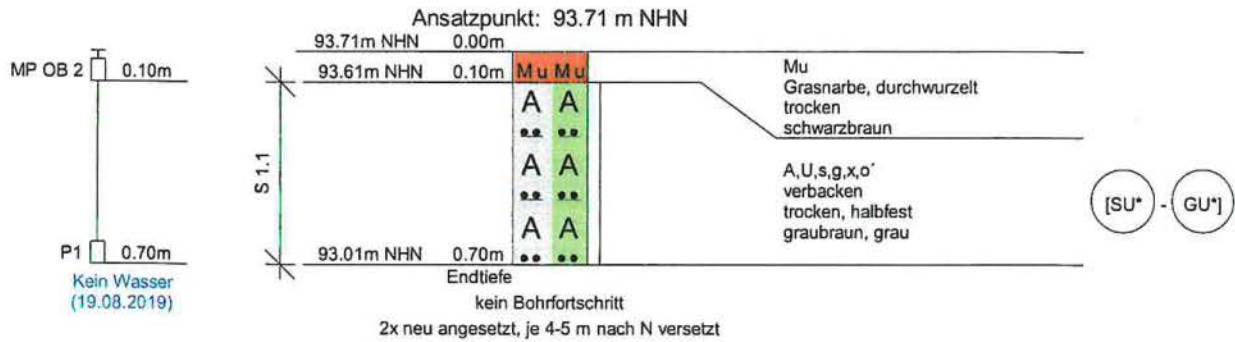 Ansatzpunkt: 93.71 m NHN
93.71m NHN 0.00m
MP OB 2 0.10m
93.61m NHN 0.10m Mu Mu
Mu
Grasnarbe, durchwurzelt
trocken
schwarzbraun
A A
A A
A A
S 1.1
A,U,s,g,x,o´
verbacken
trocken, halbfest
graubraun, grau
[SU* - GU*]
P1 0.70m
93.01m NHN 0.70m
Kein Wasser
(19.08.2019)
Endtiefe
kein Bohrfortschritt
2x neu angesetzt, je 4-5 m nach N versetzt